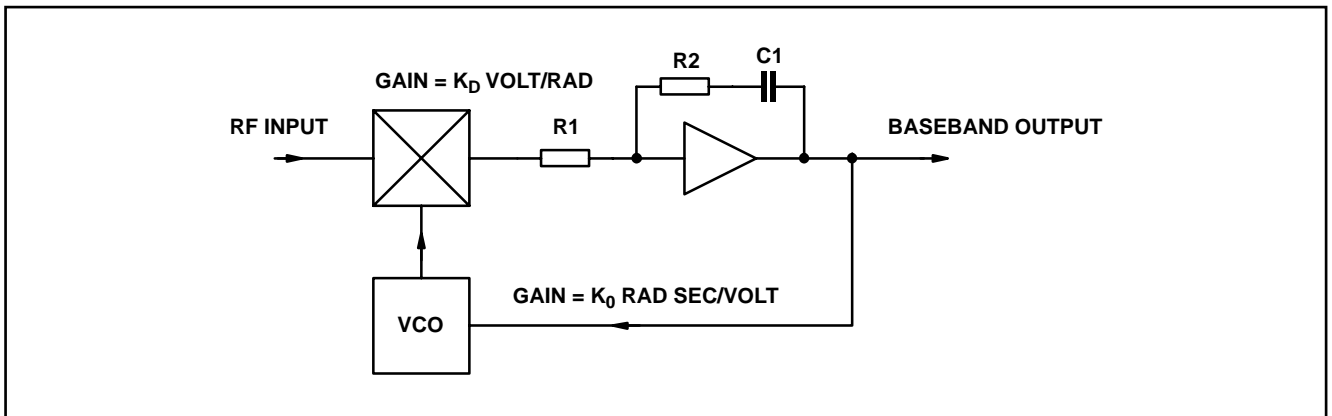 R2
C1
GAIN = KD VOLT/RAD
RF INPUT
R1
BASEBAND OUTPUT
GAIN = K0 RAD SEC/VOLT
VCO